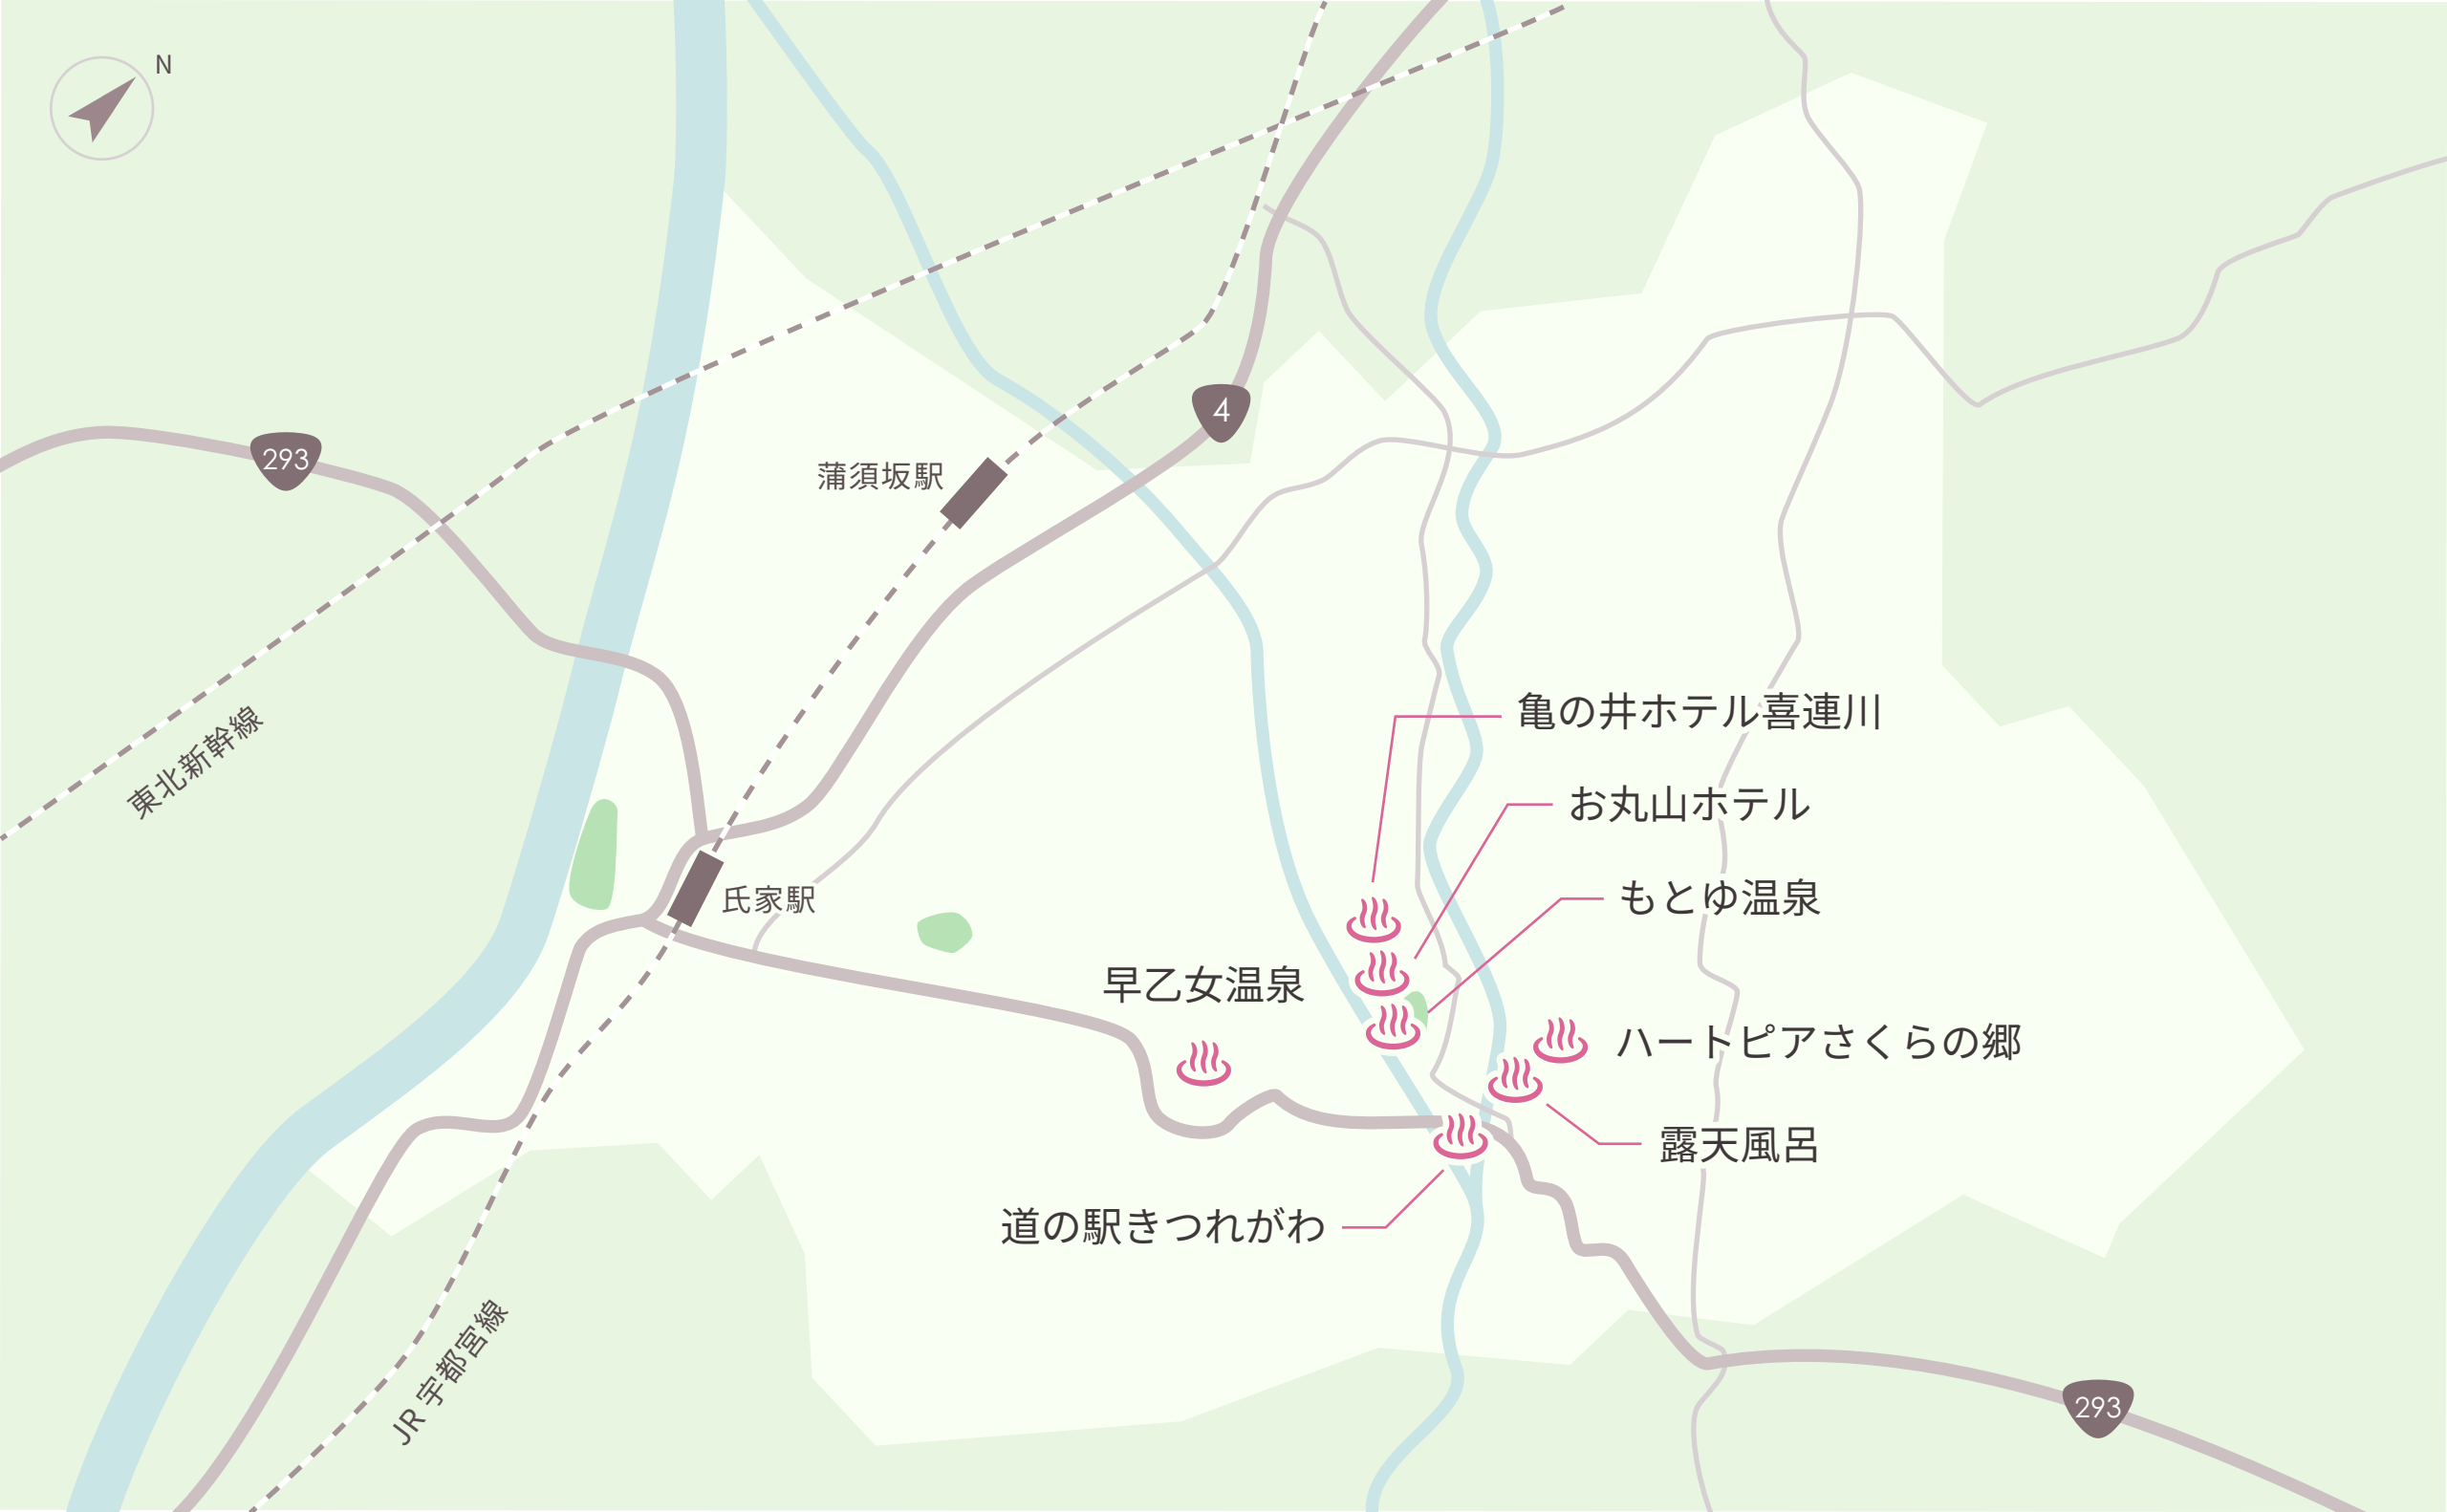 N
4
293
蒲須坂駅
東北新幹線
亀の井ホテル喜連川
お丸山ホテル
もとゆ温泉
氏家駅
早乙女温泉
ハートピアさくらの郷
露天風呂
道の駅きつれがわ
JR 宇都宮線
293